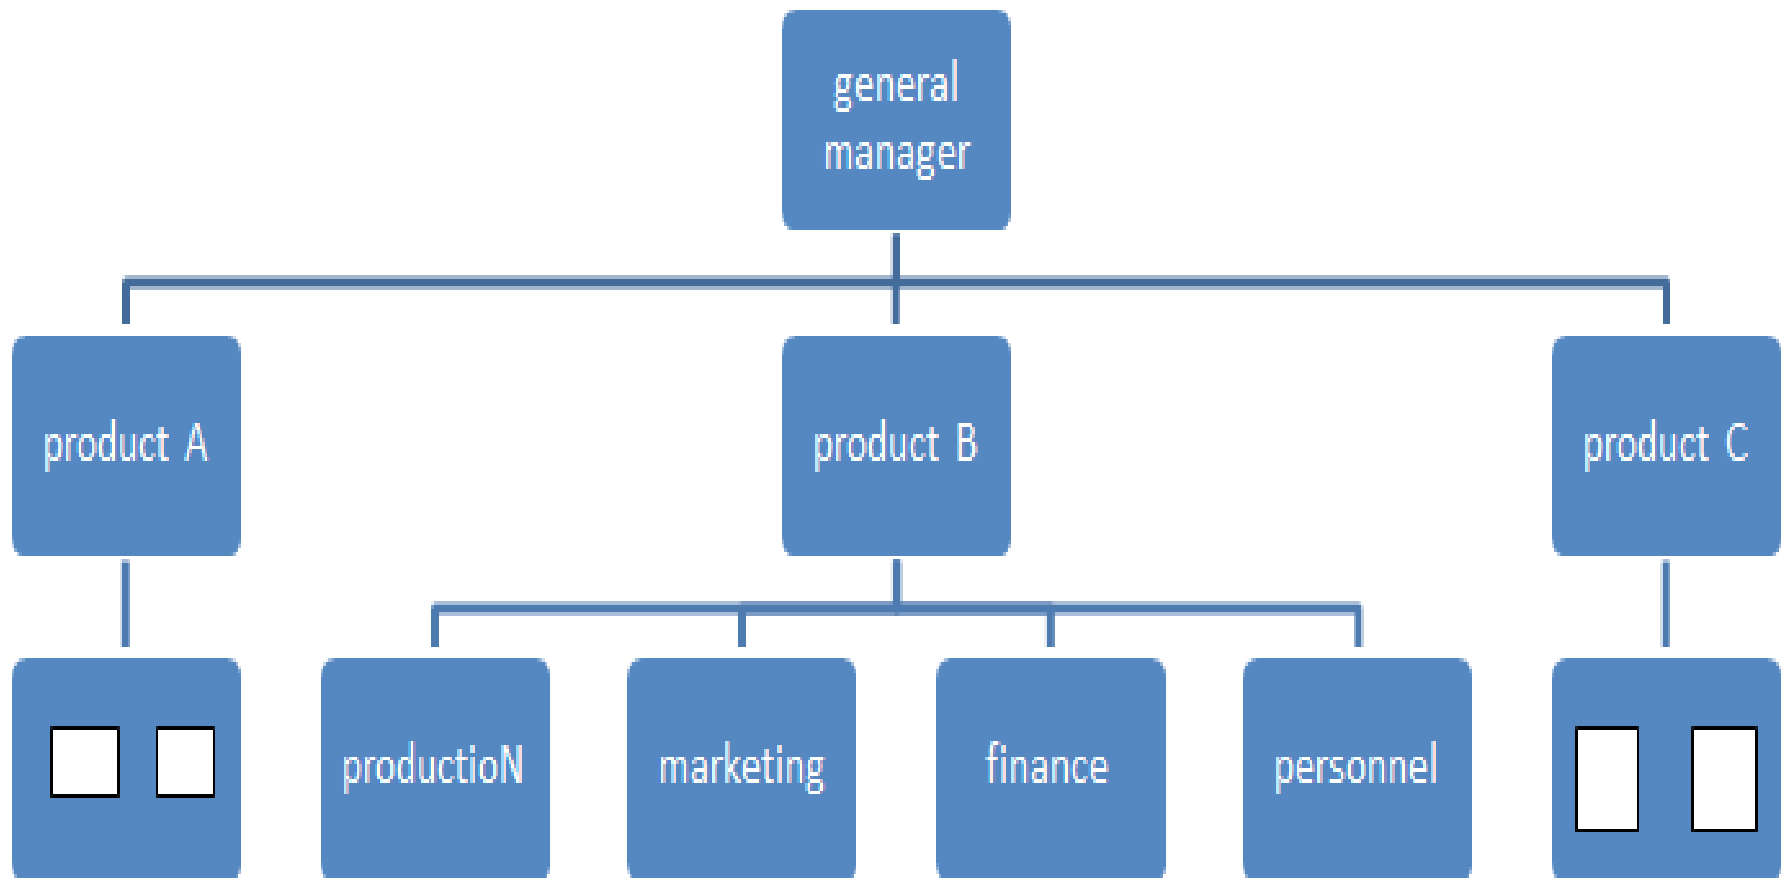 general
manager
product A
product B
product C
productioN
marketing
finance
personnel